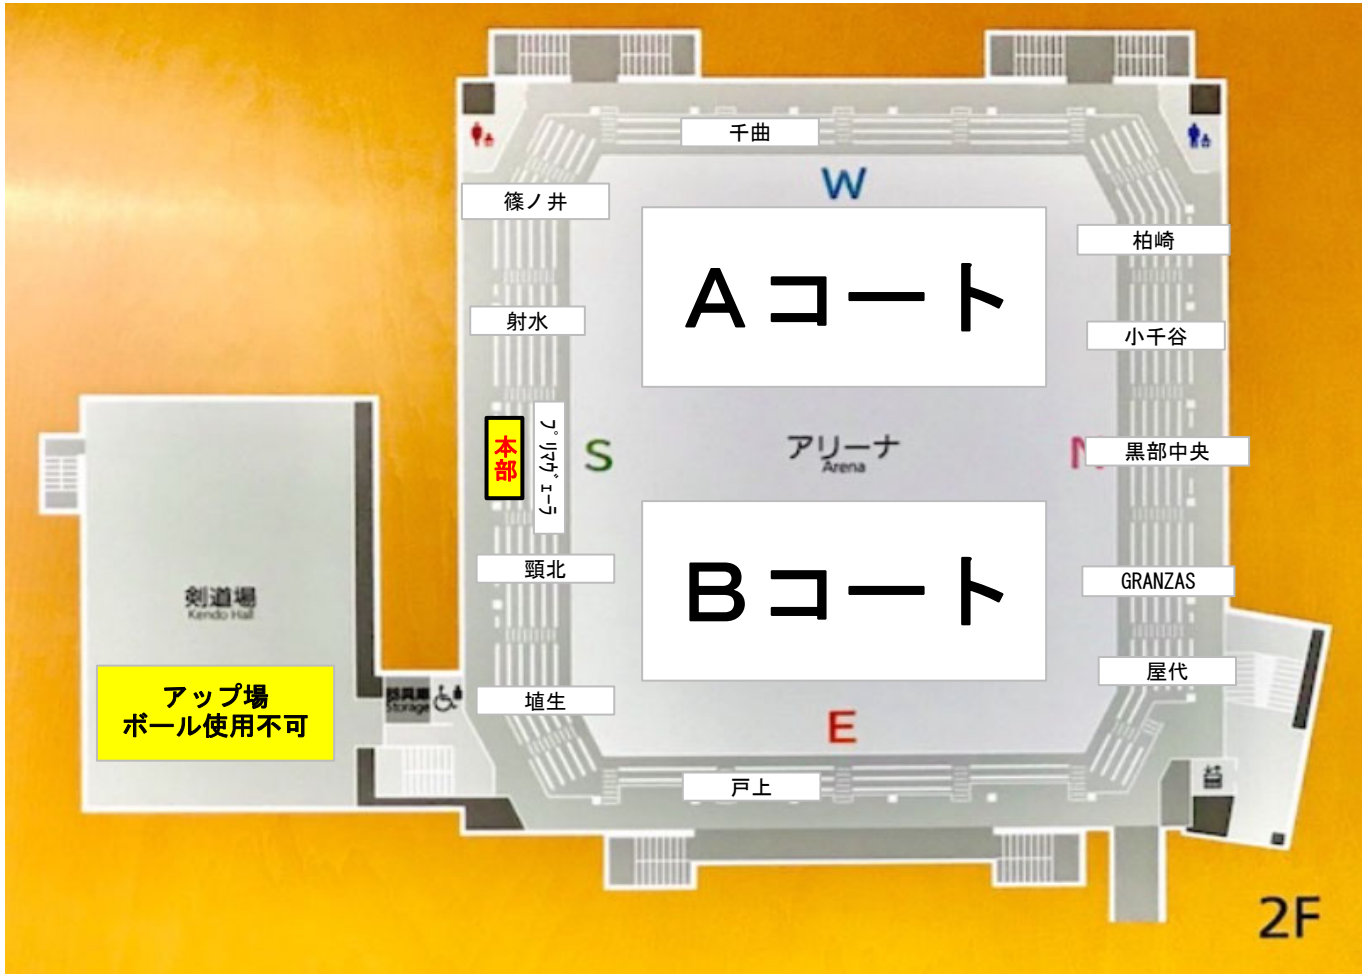 千曲
W
篠ノ井
柏崎
Aコート
射水
小千谷
本部
プリマヴェーラ
S
アリーナ
Arena
N
黒部中央
頸北
Bコート
GRANZAS
剣道場
Kendo Hall
屋代
アップ場
ボール使用不可
器具庫
Storage
埴生
E
戸上
2F